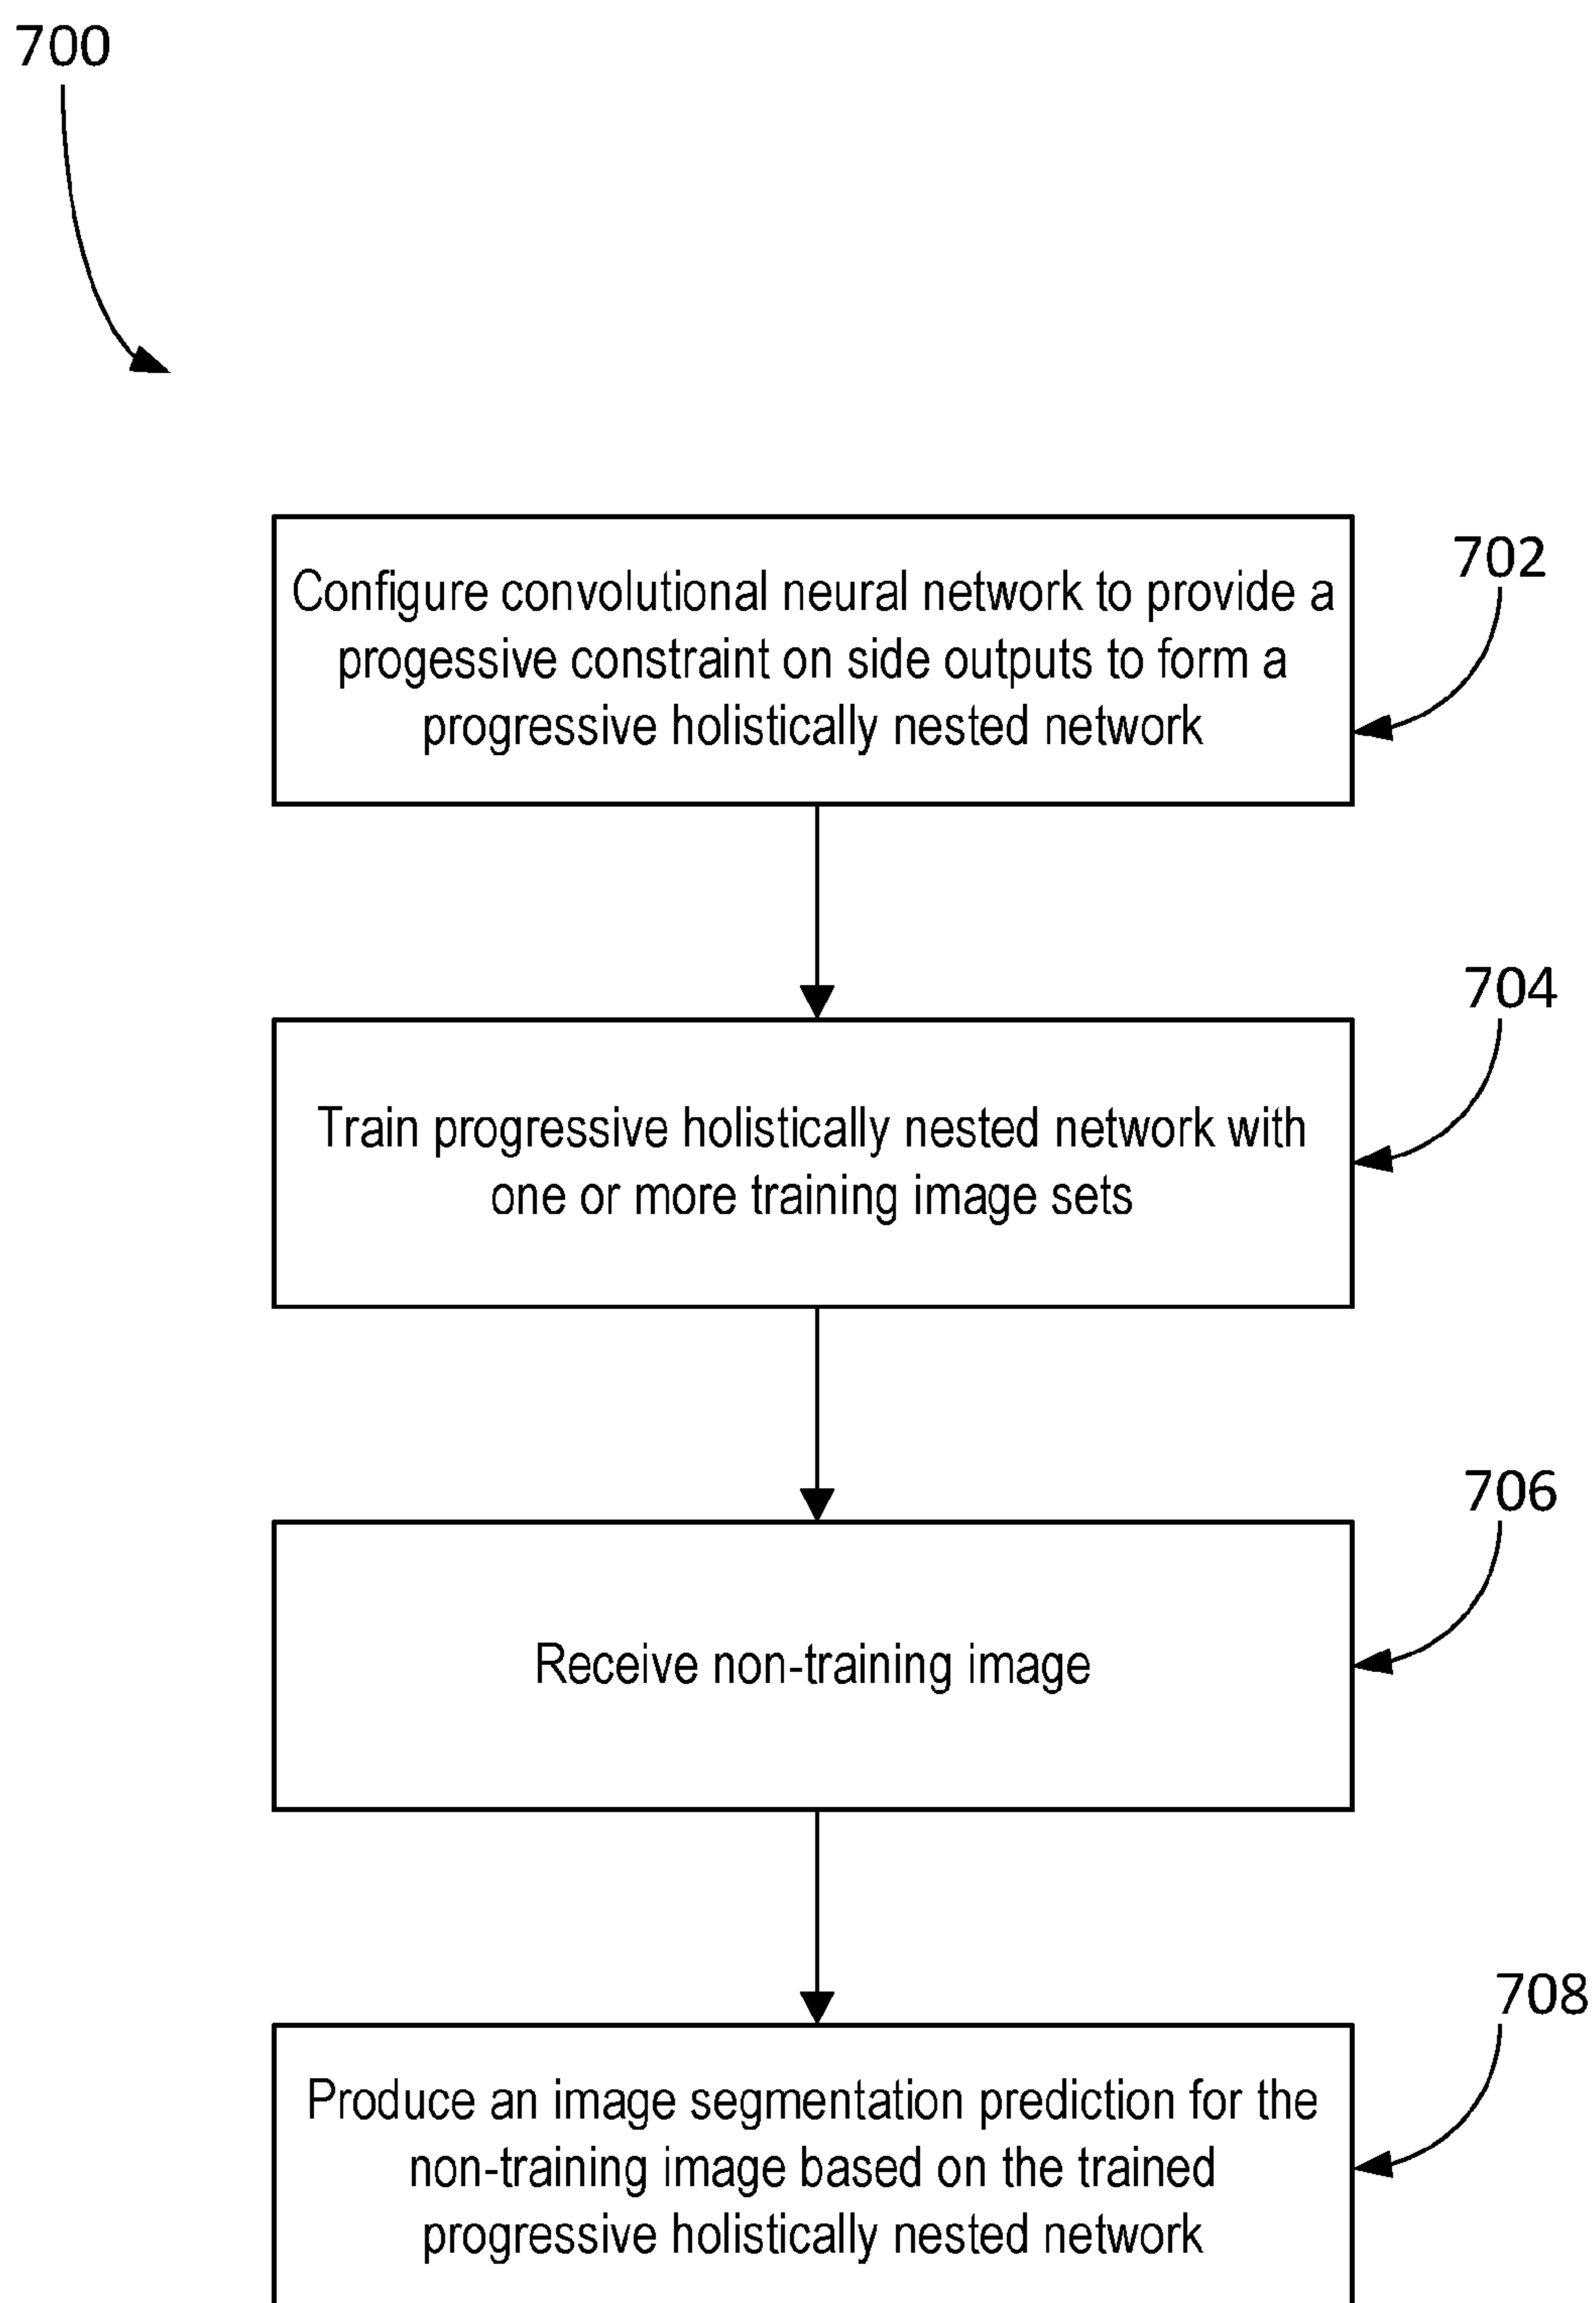 700
Configure convolutional neural network to provide a
progessive constraint on side outputs to form a
progressive holistically nested network
702
Train progressive holistically nested network with
one or more training image sets
704
Receive non-training image
706
Produce an image segmentation prediction for the
non-training image based on the trained
progressive holistically nested network
708